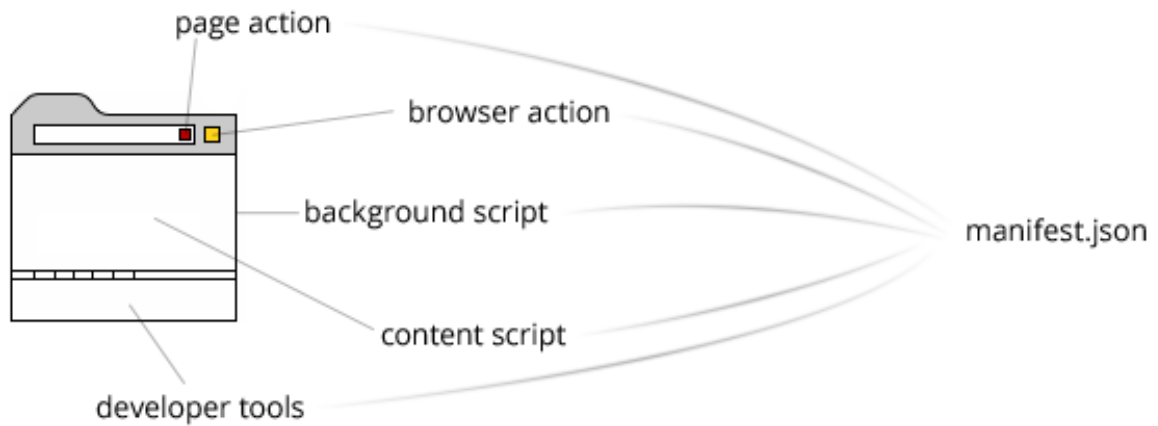 page action
browser action
background script
manifest.json
content script
developer tools